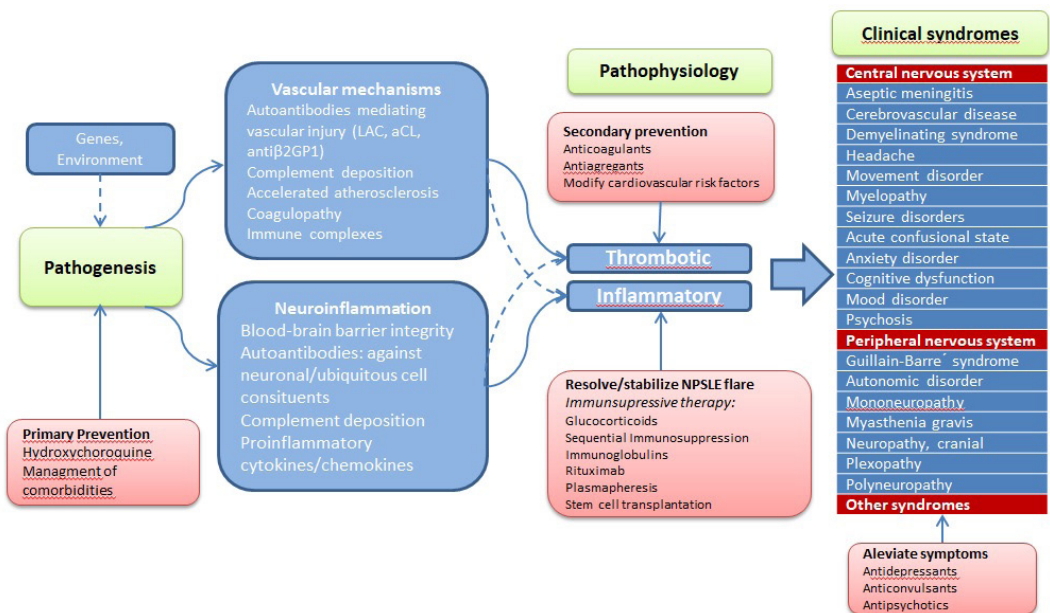 Genes,
Environment
Pathogenesis
Primary Prevention
Hydroxychoroquine
Managment of
comorbidities
Vascular mechanisms
Autoantibodies mediating
vascular injury (LAC, aCL,
antiβ2GP1)
Complement deposition
Accelerated atherosclerosis
Coagulopathy
Immune complexes
Neuroinflammation
Blood-brain barrier integrity
Autoantibodies: against
neuronal/ubiquitous cell
consituents
Complement deposition
Proinflammatory
cytokines/chemokines
Pathophysiology
Secondary prevention
Anticoagulants
Antiagregants
Modify cardiovascular risk factors
Thrombotic
Inflammatory
Resolve/stabilize NPSLE flare
Immunsupressive therapy:
Glucocorticoids
Sequential Immunosuppression
Immunoglobulins
Rituximab
Plasmapheresis
Stem cell transplantation
Clinical syndromes
Central nervous system
Aseptic meningitis
Cerebrovascular disease
Demyelinating syndrome
Headache
Movement disorder
Myelopathy
Seizure disorders
Acute confusional state
Anxiety disorder
Cognitive dysfunction
Mood disorder
Psychosis
Peripheral nervous system
Guillain-Barre´ syndrome
Autonomic disorder
Mononeuropathy
Myasthenia gravis
Neuropathy, cranial
Plexopathy
Polyneuropathy
Other syndromes
Aleviate symptoms
Antidepressants
Anticonvulsants
Antipsychotics